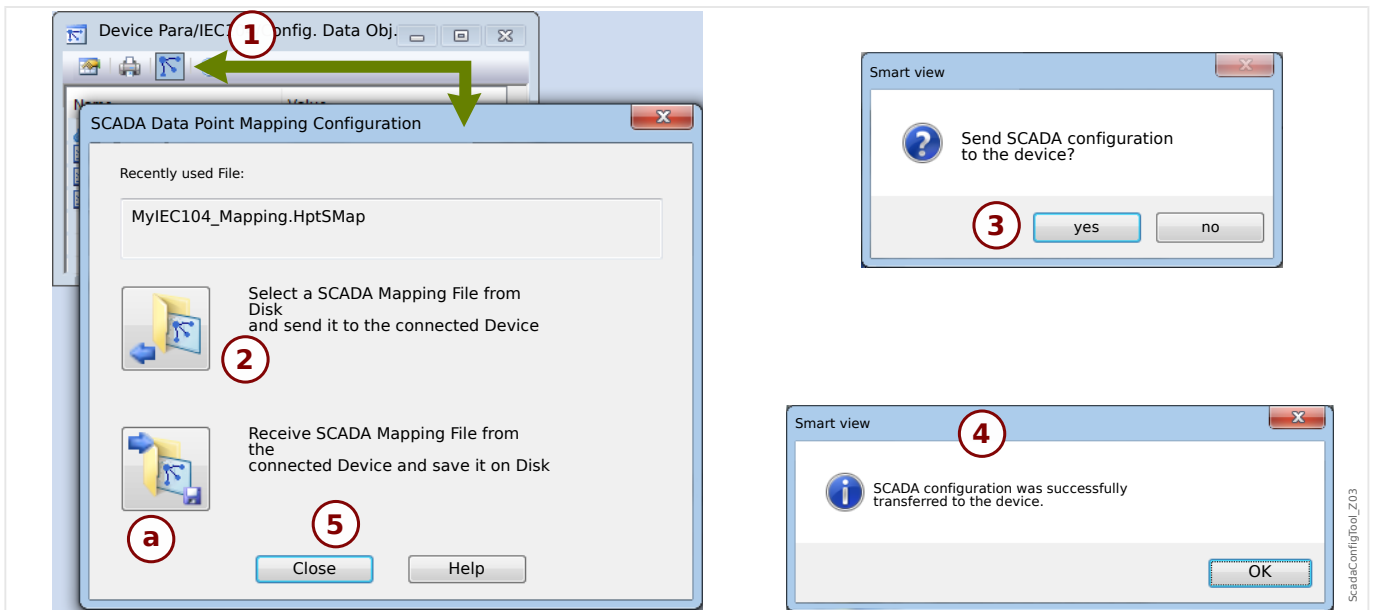 Device Para/IEC1
onfig. Data Obj.
1
SCADA Data Point Mapping Configuration
Recently used File:
MyIEC104_Mapping.HptSMap
Select a SCADA Mapping File from
Disk
and send it to the connected Device
2
Receive SCADA Mapping File from
the
connected Device and save it on Disk
a
5
Close
Help
Smart view
Send SCADA configuration
to the device?
3
yes
no
Smart view
4
SCADA configuration was successfully
transferred to the device.
OK
ScadaConfigTool_Z03